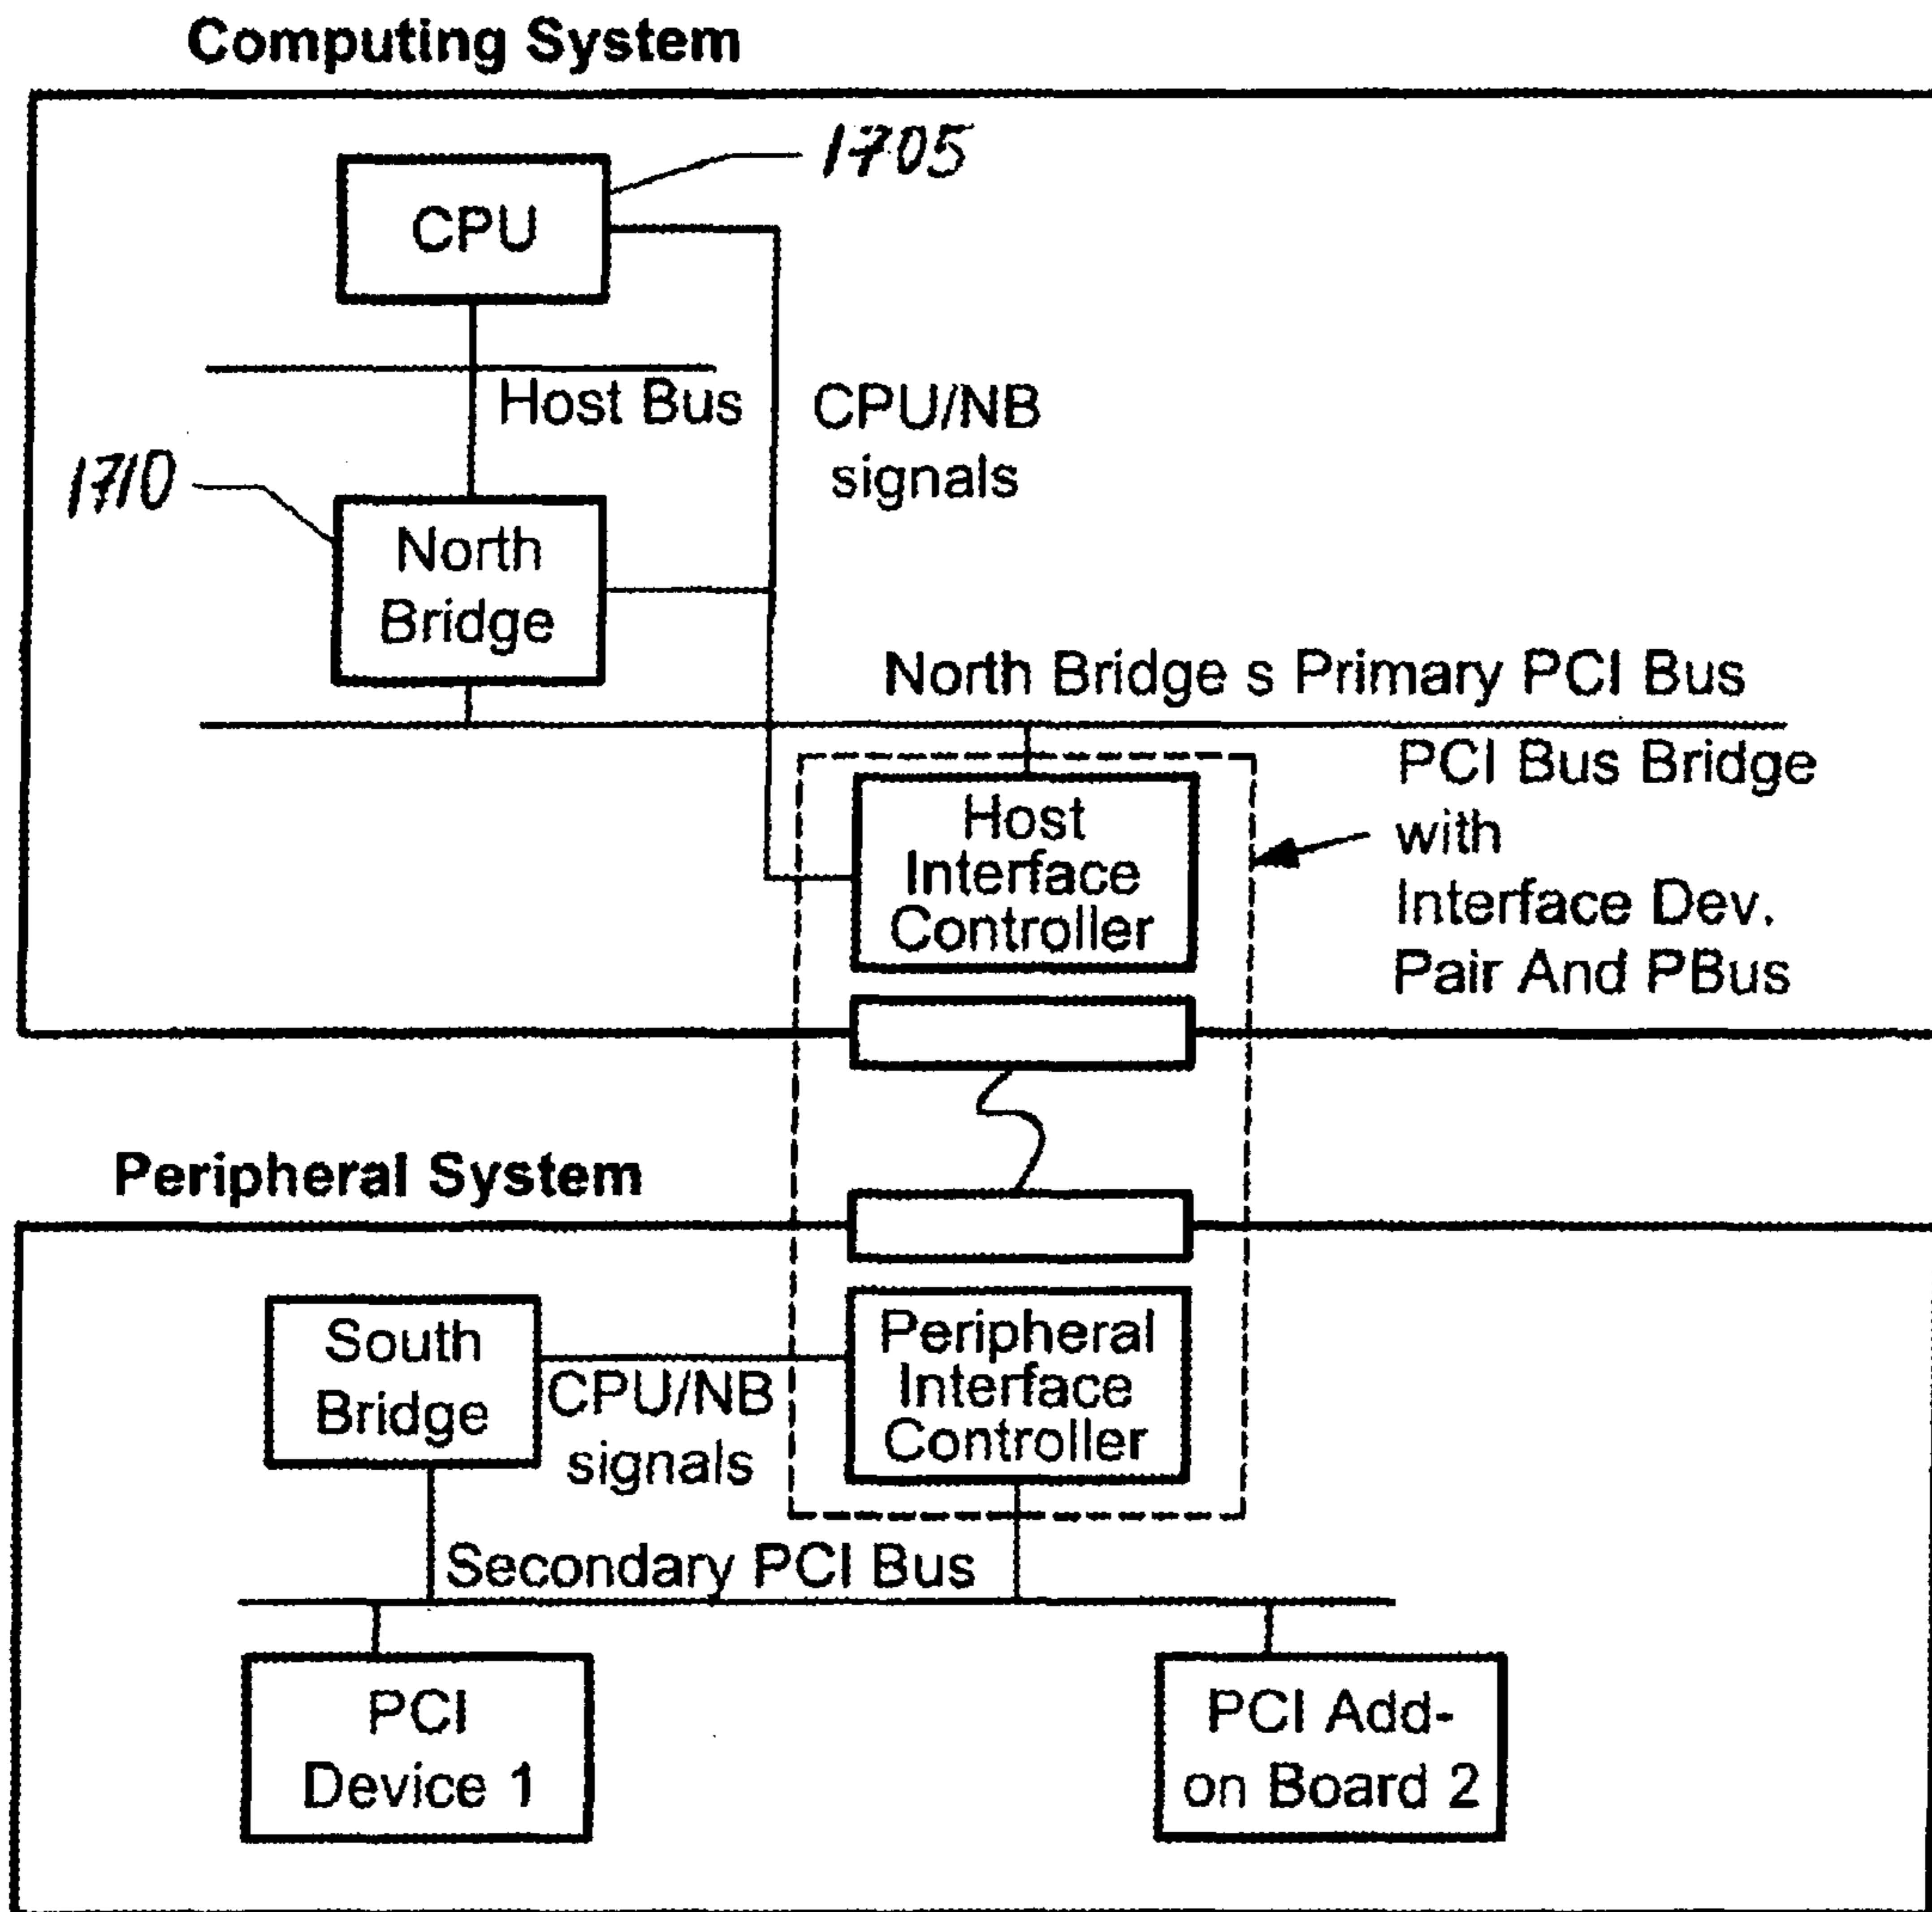 Computing System
1705
CPU
Host Bus
CPU/NB
signals
1710
North
Bridge
North Bridge s Primary PCI Bus
PCI Bus Bridge
with
Interface Dev.
Pair And PBus
Host
Interface
Controller
Peripheral System
South
Bridge
CPU/NB
signals
Peripheral
Interface
Controller
Secondary PCI Bus
PCI
Device 1
PCI Add-
on Board 2